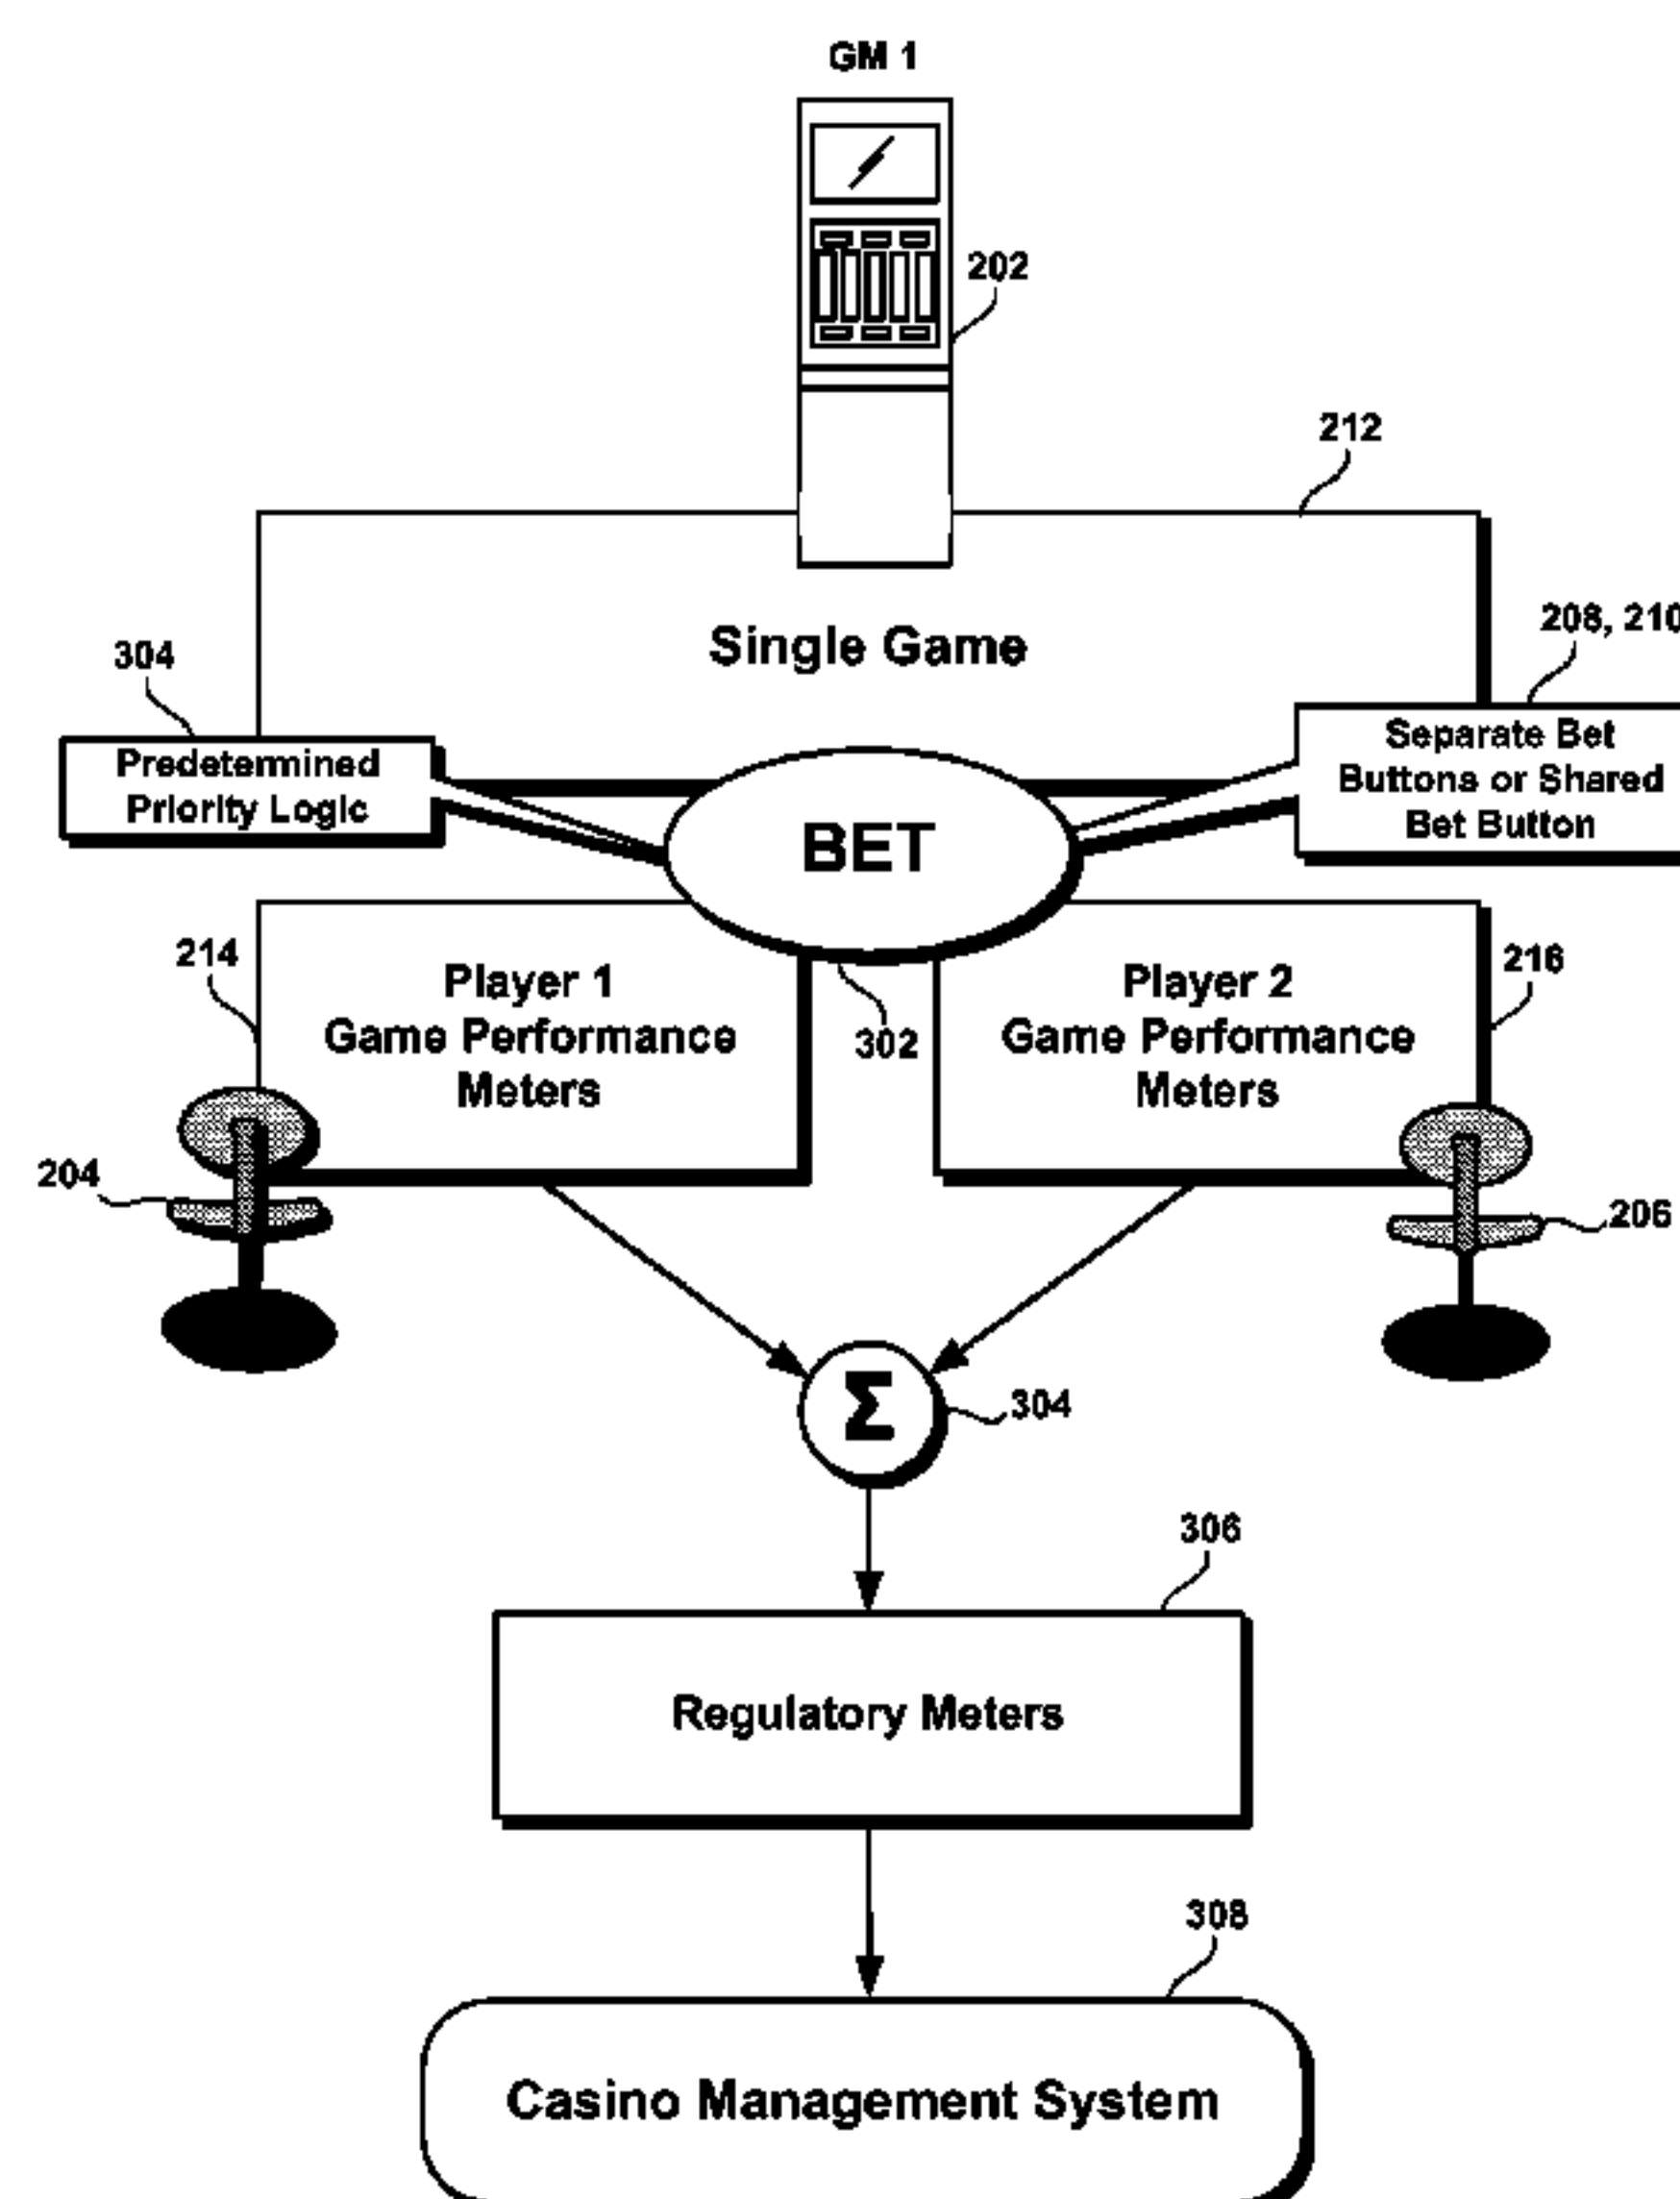 GM 1
202
212
208, 210
Single Game
304
Predetermined
Priority Logic
Separate Bet
Buttons or Shared
Bet Button
BET
214
Player 1
Game Performance
Meters
302
Player 2
Game Performance
Meters
216
204
206
Σ
304
306
Regulatory Meters
308
Casino Management System